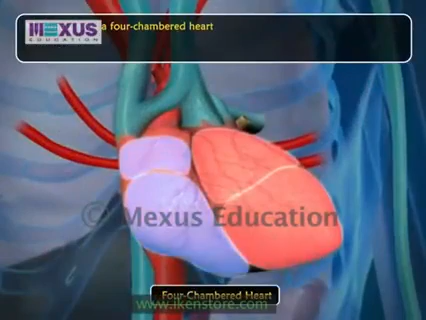 MEXUS
EDUCATION
a four-chambered heart
© Mexus Education
Four-Chambered Heart
www.ikenstore.com